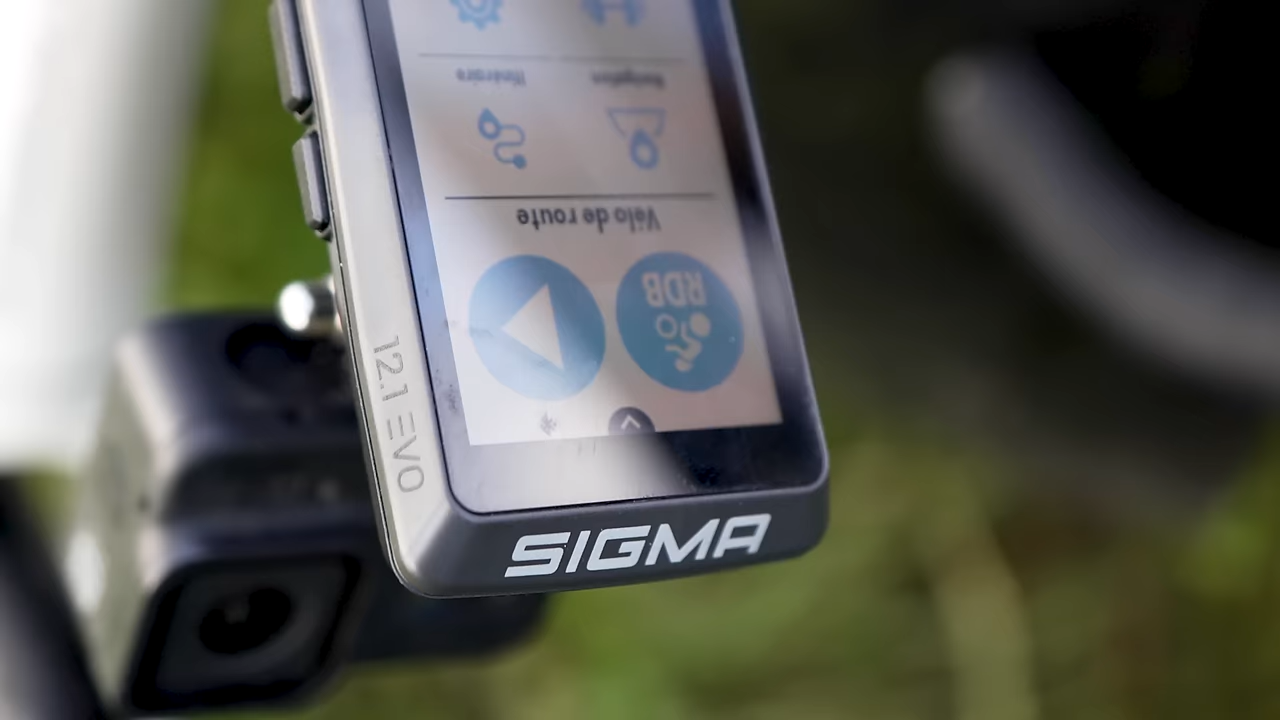 Itinéraire Navigation
Vélo de route
RDB
12.1 EVO
SIGMA